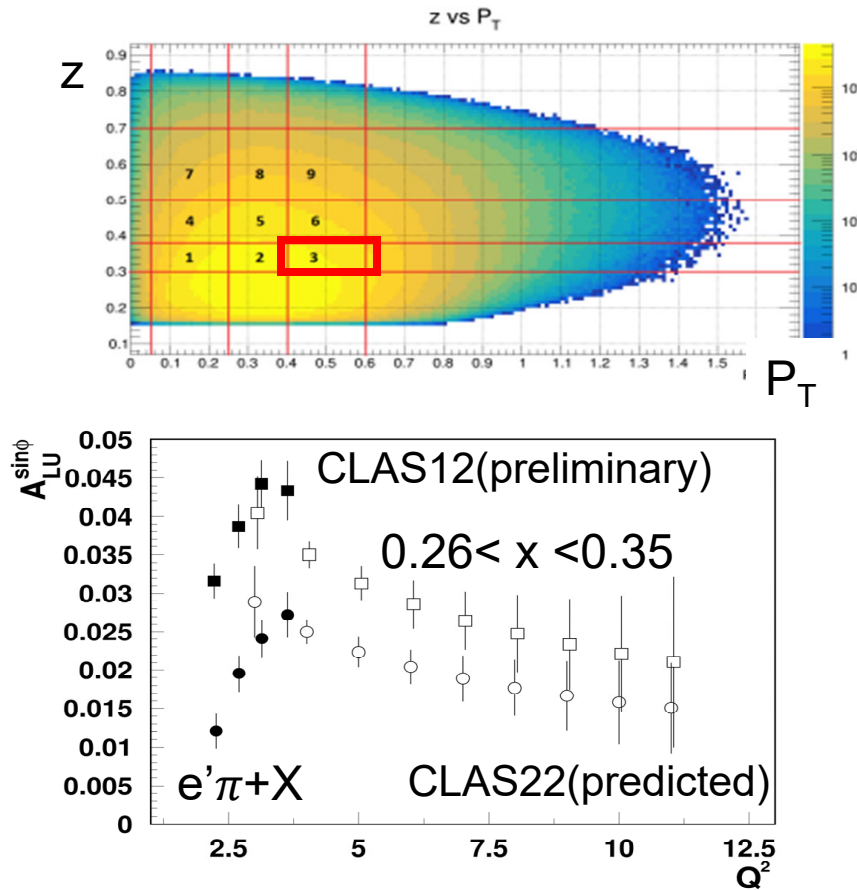 z vs P_T
z
0.9
0.8
0.7
0.6
0.5
0.4
0.3
0.2
0.1
7 8 9
4 5 6
1 2 3
0 0.1 0.2 0.3 0.4 0.5 0.6 0.7 0.8 0.9 1 1.1 1.2 1.3 1.4 1.5
10
10
10
10
1
P_T
A_LU^sinϕ
0.05
0.045
0.04
0.035
0.03
0.025
0.02
0.015
0.01
0.005
0
CLAS12(preliminary)
0.26< x <0.35
e'π+X
CLAS22(predicted)
2.5 5 7.5 10 12.5
Q²